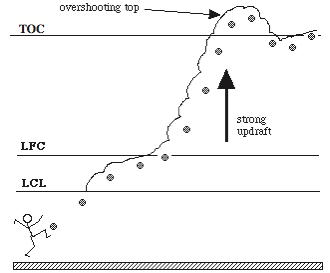 overshooting top
TOC
strong
updraft
LFC
LCL